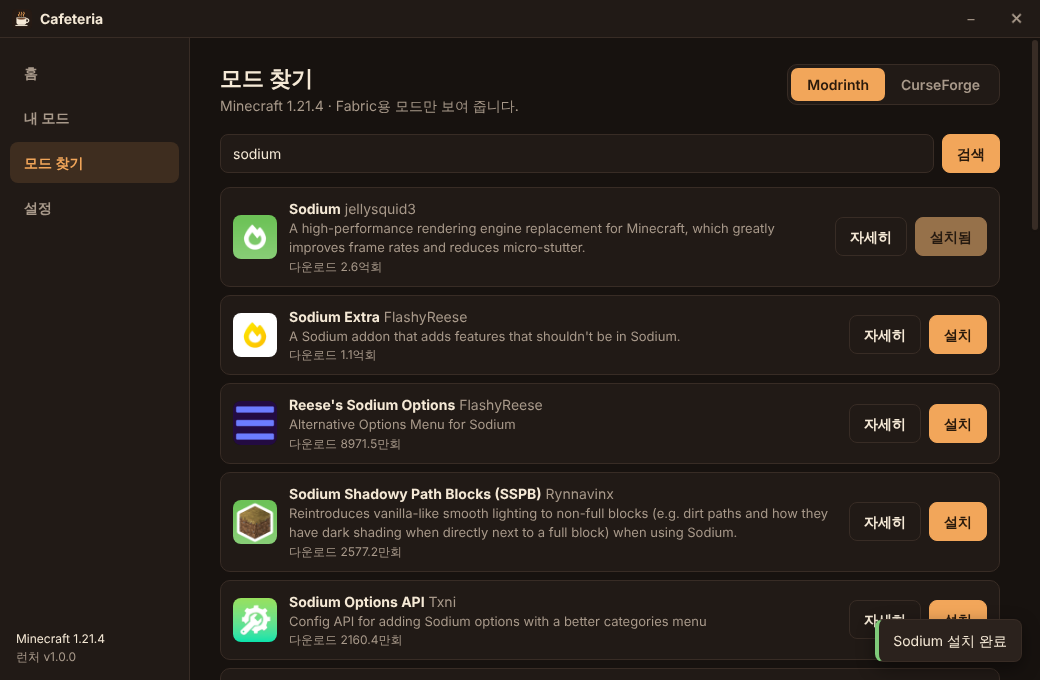 Cafeteria
홈
내 모드
모드 찾기
설정
Minecraft 1.21.4
런처 v1.0.0
모드 찾기
Minecraft 1.21.4 · Fabric용 모드만 보여 줍니다.
Modrinth
CurseForge
sodium
검색
Sodium jellysquid3
A high-performance rendering engine replacement for Minecraft, which greatly
improves frame rates and reduces micro-stutter.
다운로드 2.6억회
자세히
설치됨
Sodium Extra FlashyReese
A Sodium addon that adds features that shouldn't be in Sodium.
다운로드 1.1억회
자세히
설치
Reese's Sodium Options FlashyReese
Alternative Options Menu for Sodium
다운로드 8971.5만회
자세히
설치
Sodium Shadowy Path Blocks (SSPB) Rynnavinx
Reintroduces vanilla-like smooth lighting to non-full blocks (e.g. dirt paths and how they
have dark shading when directly next to a full block) when using Sodium.
다운로드 2577.2만회
자세히
설치
Sodium Options API Txni
Config API for adding Sodium options with a better categories menu
다운로드 2160.4만회
자세히
설치
Sodium 설치 완료